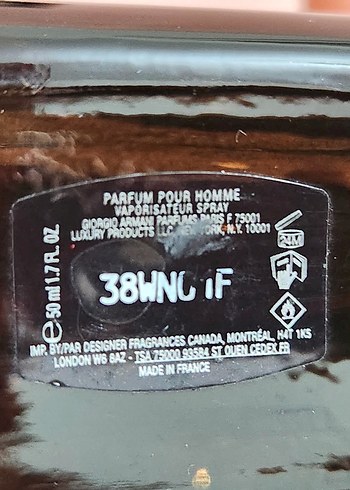 PARFUM POUR HOMME
VAPORISATEUR SPRAY
GIORGIO ARMANI PARFUMS PARIS F 75001
LUXURY PRODUCTS LLC NEW YORK, N.Y. 10001
24M
e 50 ml 1.7 FL. OZ.
38WN
IMP. BY/PAR DESIGNER FRAGRANCES CANADA, MONTRÉAL, H4T 1K5
LONDON W6 8AZ - TSA 75000 93584 ST OUEN CEDEX FR
MADE IN FRANCE